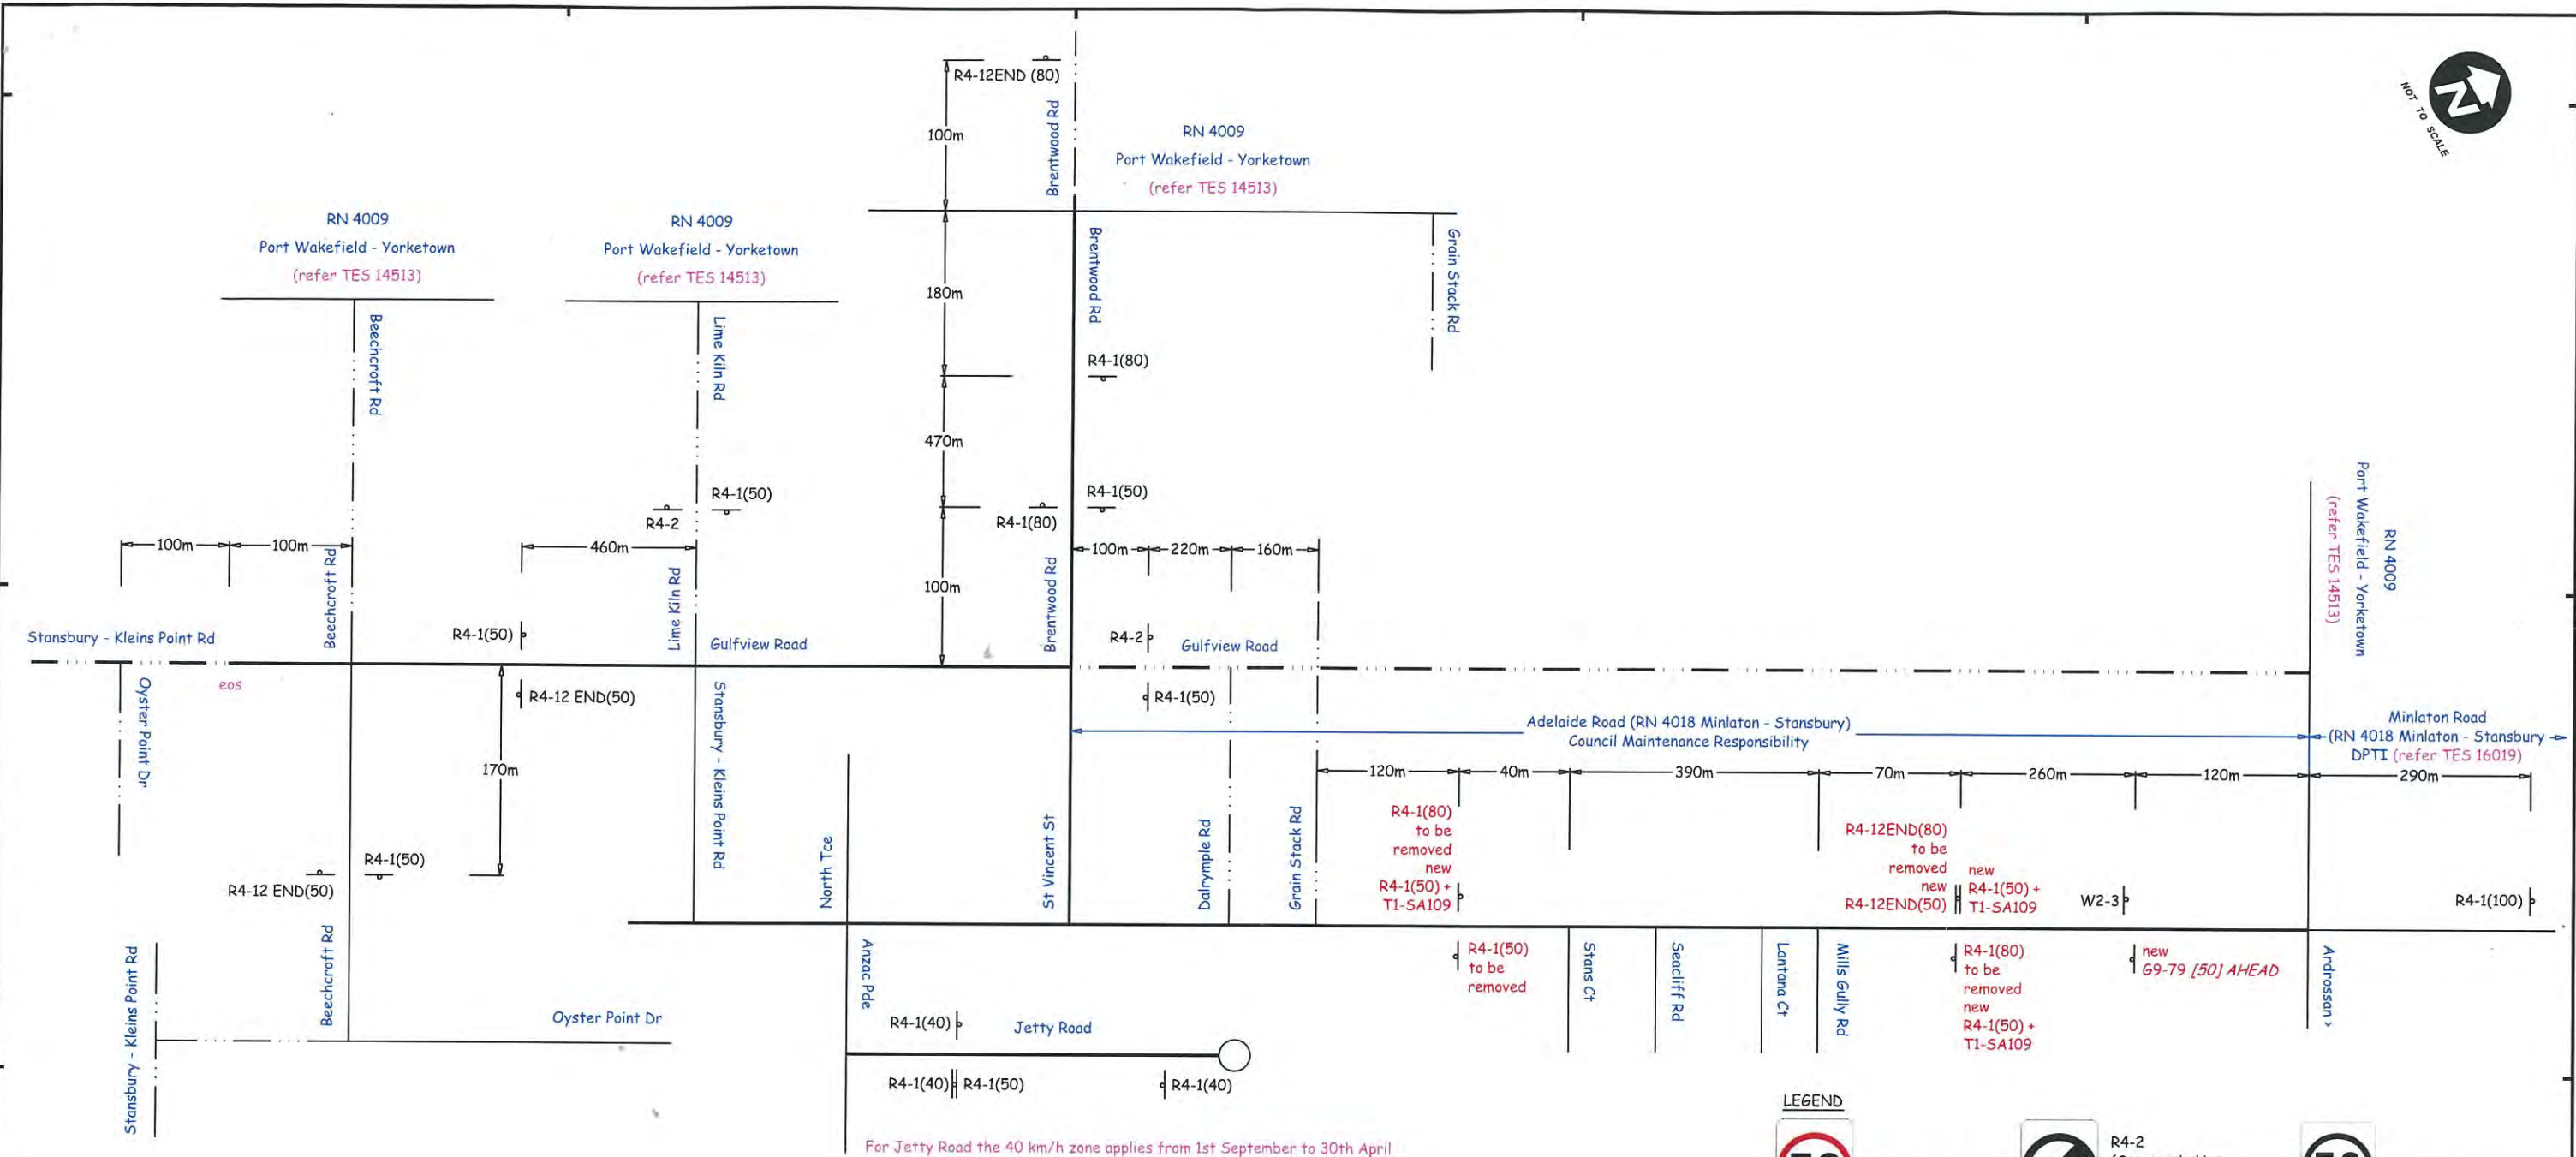 R4-12END (80)
100m
Brentwood Rd
RN 4009
Port Wakefield - Yorketown
(refer TES 14513)
NOT TO SCALE
N
RN 4009
Port Wakefield - Yorketown
(refer TES 14513)
RN 4009
Port Wakefield - Yorketown
(refer TES 14513)
180m
Brentwood Rd
Grain Stack Rd
Beechcroft Rd
Lime Kiln Rd
R4-1(80)
470m
R4-1(50)
R4-2
R4-1(50)
R4-1(80)
RN 4009
Port Wakefield - Yorketown
(refer TES 14513)
100m
100m
460m
100m
220m
160m
100m
Beechcroft Rd
Lime Kiln Rd
Brentwood Rd
Stansbury - Kleins Point Rd
R4-1(50)
Gulfview Road
R4-2
Gulfview Road
eos
Oyster Point Dr
R4-12 END(50)
Stansbury - Kleins Point Rd
R4-1(50)
170m
Adelaide Road (RN 4018 Minlaton - Stansbury)
Council Maintenance Responsibility
Minlaton Road
(RN 4018 Minlaton - Stansbury
DPTI (refer TES 16019)
120m
40m
390m
70m
260m
120m
290m
R4-1(50)
R4-12 END(50)
North Tce
St Vincent St
Dalrymple Rd
Grain Stack Rd
R4-1(80)
to be
removed
new
R4-1(50) +
T1-SA109
R4-12END(80)
to be
removed
new
R4-12END(50)
new
R4-1(50) +
T1-SA109
W2-3
R4-1(100)
Stansbury - Kleins Point Rd
Beechcroft Rd
Oyster Point Dr
Anzac Pde
R4-1(50)
to be
removed
Stans Ct
Seacliff Rd
Lantana Ct
Mills Gully Rd
R4-1(80)
to be
removed
new
R4-1(50) +
T1-SA109
new
G9-79 [50] AHEAD
Ardrossan >
R4-1(40)
Jetty Road
R4-1(40)
R4-1(50)
R4-1(40)
For Jetty Road the 40 km/h zone applies from 1st September to 30th April
LEGEND
R4-2